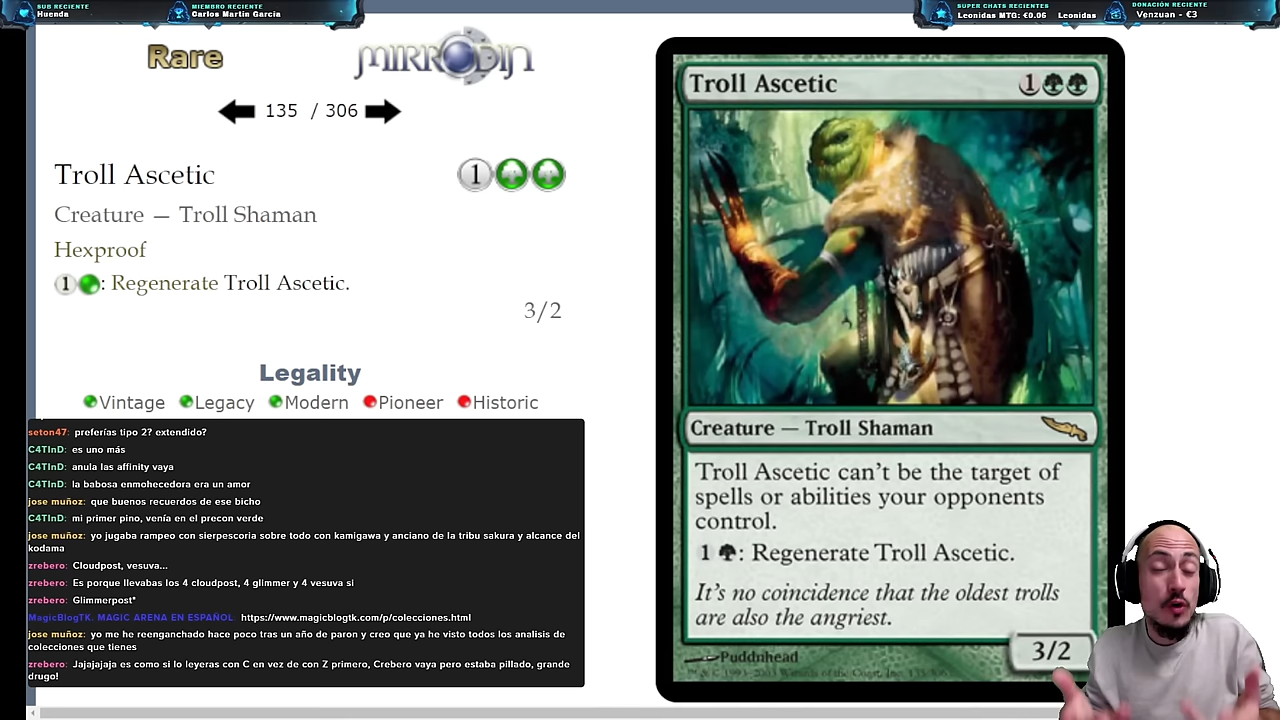 SUB RECIENTE
Huenda
MIEMBRO RECIENTE
Carlos Martin Garcia
SUPER CHATS RECIENTES
Leonidas MTG: €0.06 Leonidas
DONACIÓN RECIENTE
Venzuan - €3
Rare
MIRRODIN
135 / 306
Troll Ascetic
1
Creature — Troll Shaman
Hexproof
1 : Regenerate Troll Ascetic.
3/2
Legality
Vintage Legacy Modern Pioneer Historic
seton47: preferías tipo 2? extendido?
C4TInD: es uno más
C4TInD: anula las affinity vaya
C4TInD: la babosa enmohecedora era un amor
jose muñoz: que buenos recuerdos de ese bicho
C4TInD: mi primer pino, venía en el precon verde
jose muñoz: yo jugaba rampeo con sierpescoria sobre todo con kamigawa y anciano de la tribu sakura y alcance del
kodama
zrebero: Cloudpost, vesuva...
zrebero: Es porque llevabas los 4 cloudpost, 4 glimmer y 4 vesuva si
zrebero: Glimmerpost*
MagicBlogTK. MAGIC ARENA EN ESPAÑOL https://www.magicblogtk.com/p/colecciones.html
jose muñoz: yo me he reenganchado hace poco tras un año de paron y creo que ya he visto todos los analisis de
colecciones que tienes
zrebero: Jajajajaja es como si lo leyeras con C en vez de con Z primero, Crebero vaya pero estaba pillado, grande
drugo!
Troll Ascetic
1
Creature — Troll Shaman
Troll Ascetic can't be the target of
spells or abilities your opponents
control.
1 : Regenerate Troll Ascetic.
It's no coincidence that the oldest trolls
are also the angriest.
3/2
Puddnhead